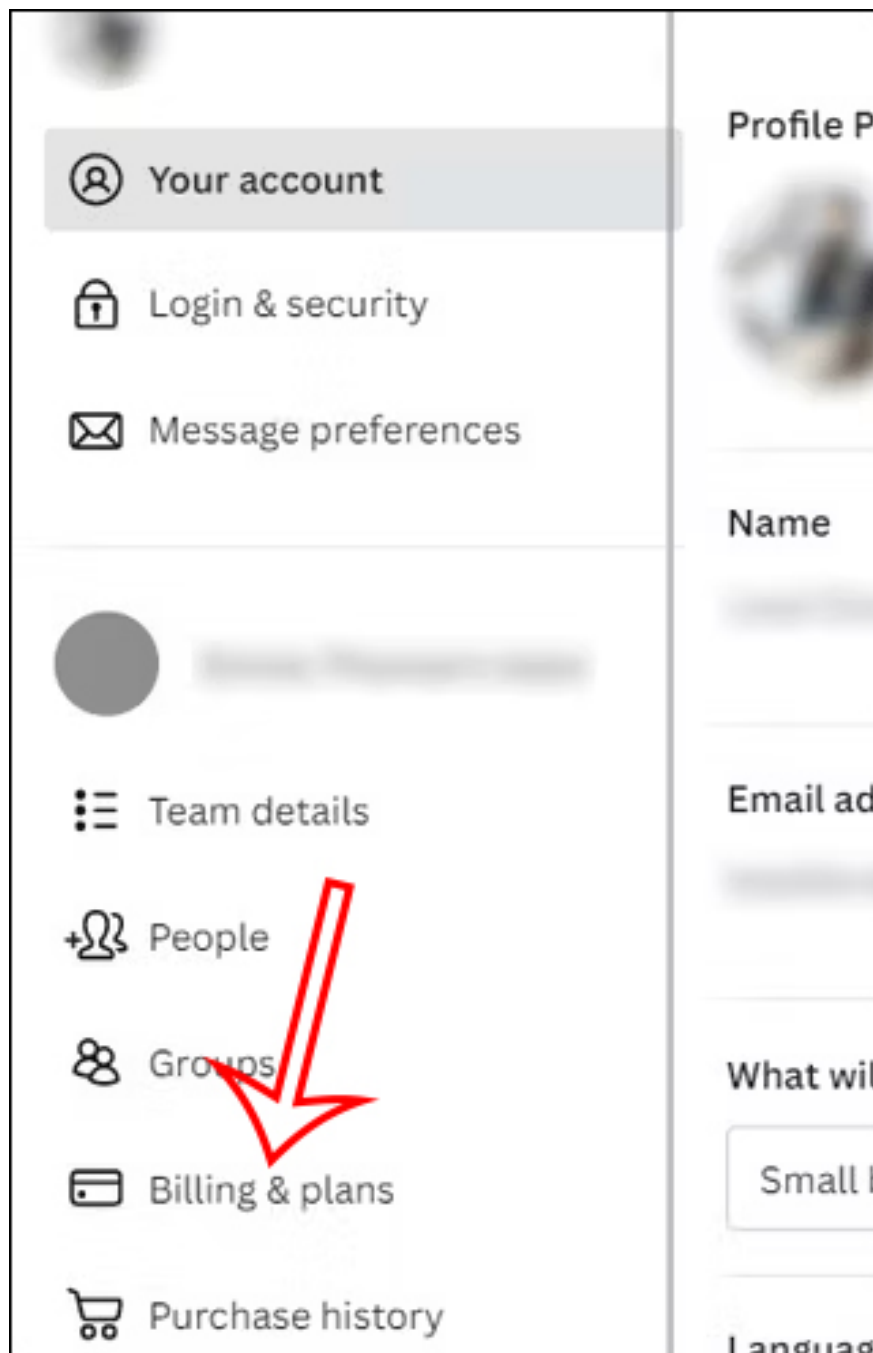 Your account
Login & security
Message preferences
Team details
People
Groups
Billing & plans
Purchase history
Profile P
Name
Email ad
What wil
Small
Languag